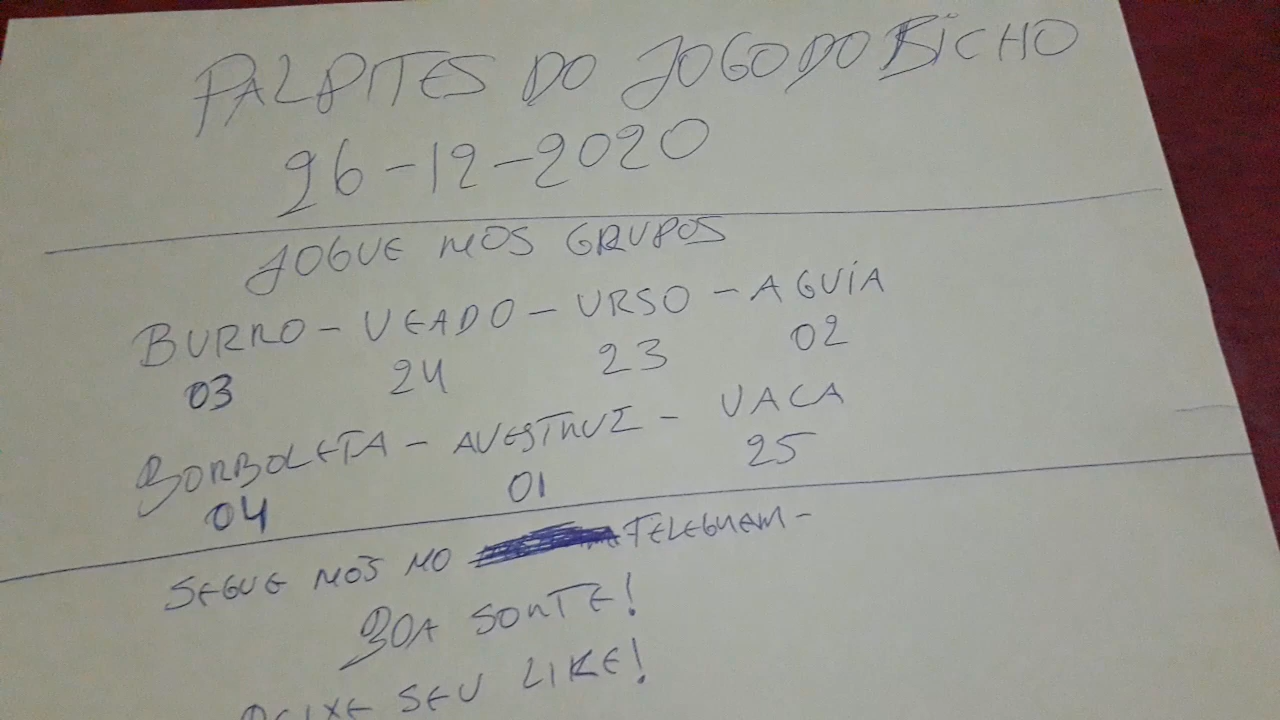 PALPITES DO JOGO DO BICHO
26-12-2020
JOGUE NOS GRUPOS
BURRO - VEADO - URSO - AGUIA
03 24 23 02
BORBOLETA - AVESTRUZ - VACA
04 01 25
SEGUE NOS NO TELEGRAM -
BOA SORTE!
DEIXE SEU LIKE!